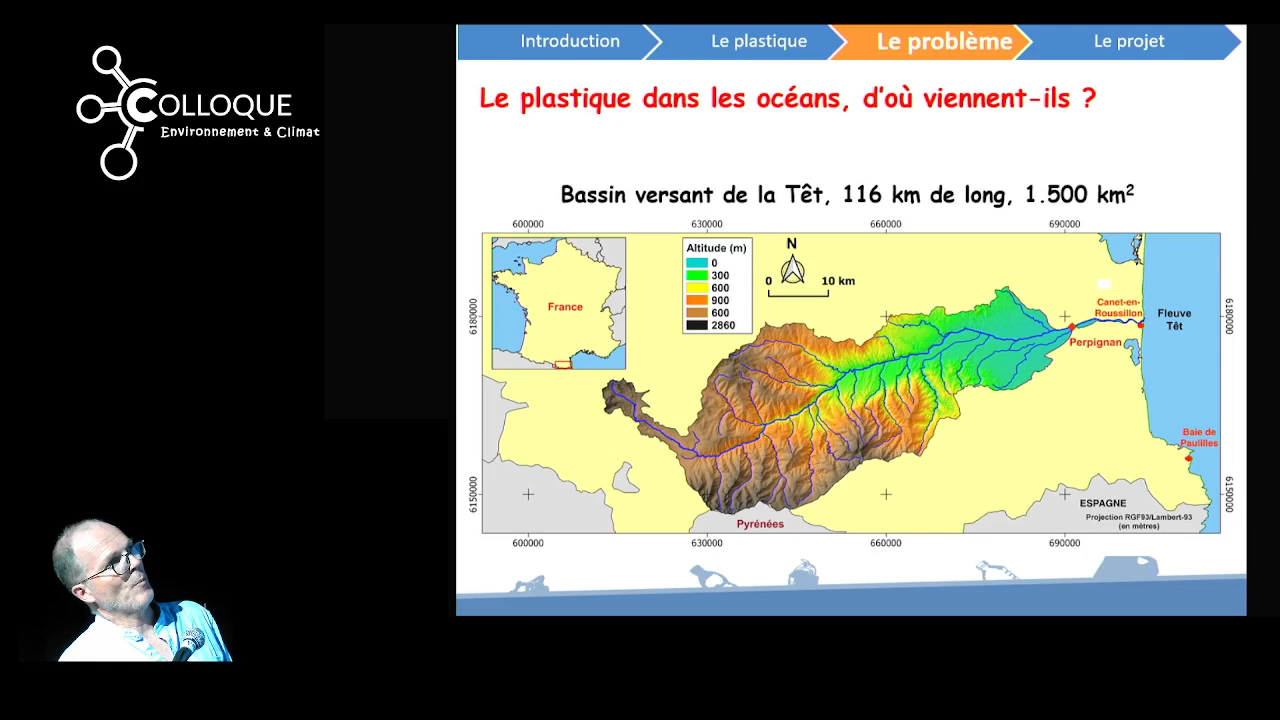 COLLOQUE
Environnement & Climat
Introduction
Le plastique
Le problème
Le projet
Le plastique dans les océans, d'où viennent-ils ?
Bassin versant de la Têt, 116 km de long, 1.500 km²
600000
630000
660000
690000
France
Altitude (m)
0
300
600
900
600
2860
N
0
10 km
6180000
6180000
Canet-en-
Roussillon
Fleuve
Têt
Perpignan
Baie de
Paulilles
6150000
6150000
ESPAGNE
Projection RGF93/Lambert-93
(en mètres)
Pyrénées
600000
630000
660000
690000